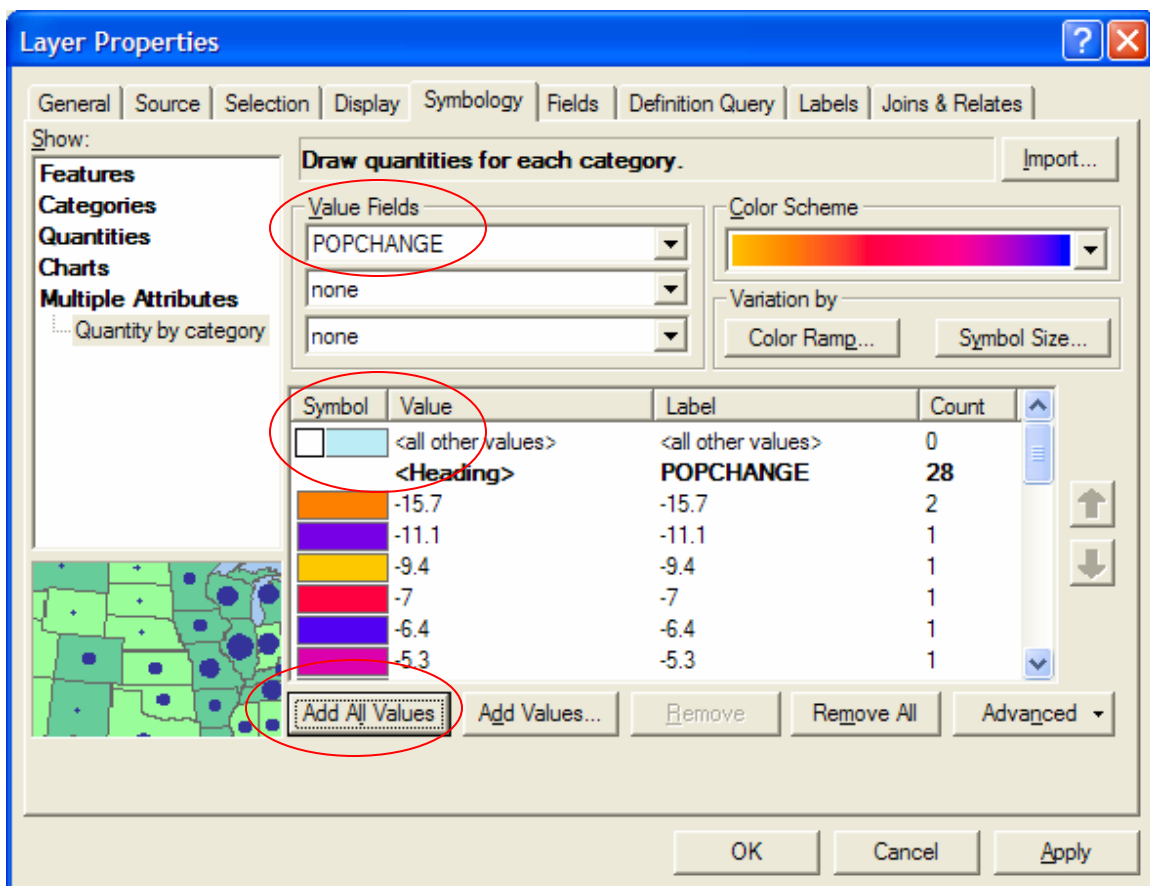 Layer Properties
General Source Selection Display Symbology Fields Definition Query Labels Joins & Relates
Show:
Features
Categories
Quantities
Charts
Multiple Attributes
Quantity by category
Draw quantities for each category.
Import...
Value Fields
POPCHANGE
none
none
Color Scheme
Variation by
Color Ramp... Symbol Size...
Symbol Value Label Count
<all other values> <all other values> 0
<Heading> POPCHANGE 28
-15.7 -15.7 2
-11.1 -11.1 1
-9.4 -9.4 1
-7 -7 1
-6.4 -6.4 1
-5.3 -5.3 1
Add All Values Add Values... Remove Remove All Advanced
OK Cancel Apply